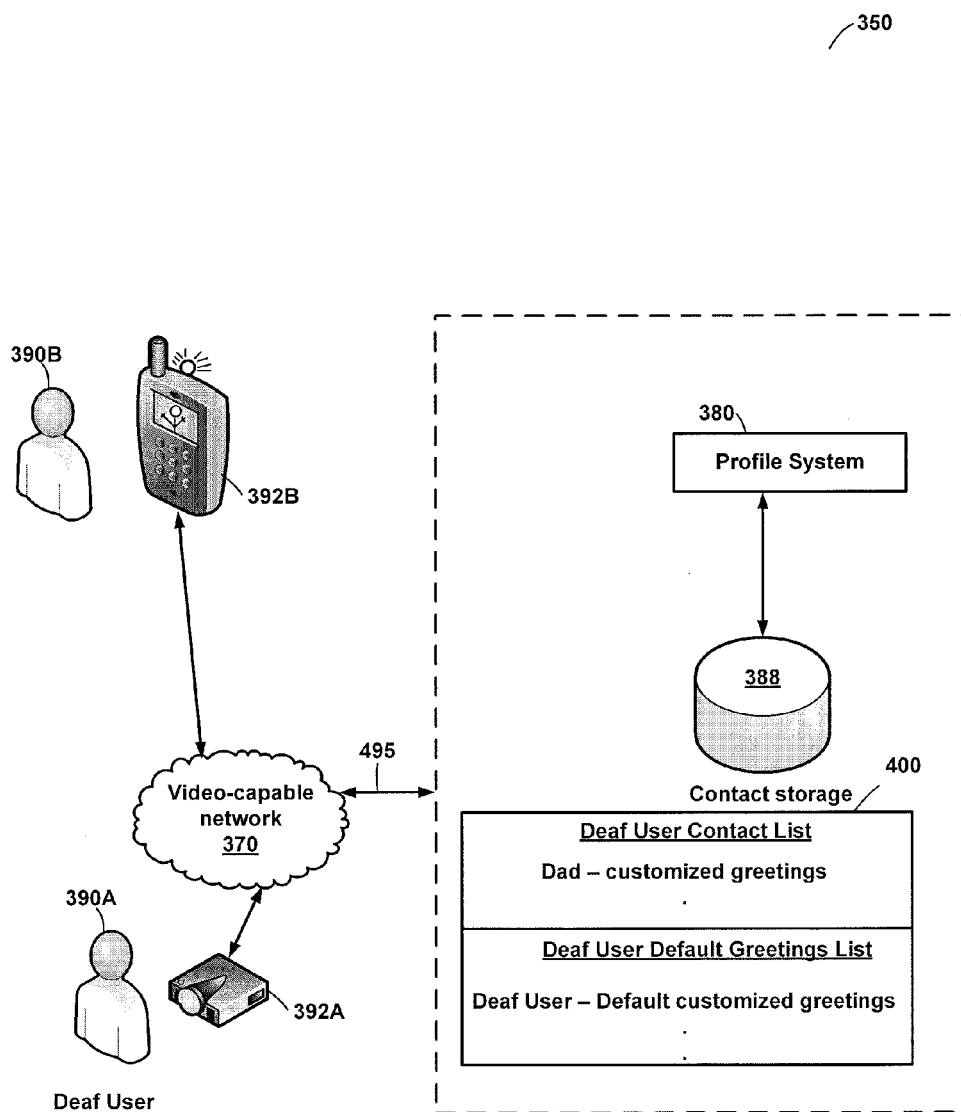 350
390B
392B
380
Profile System
388
Contact storage
495
Video-capable
network
370
400
Deaf User Contact List
Dad – customized greetings
.
Deaf User Default Greetings List
Deaf User – Default customized greetings
.
.
390A
392A
Deaf User